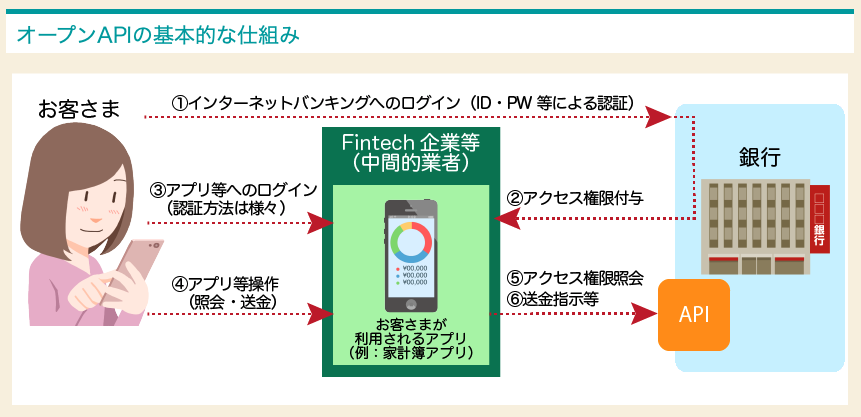 オープンAPIの基本的な仕組み
お客さま
①インターネットバンキングへのログイン（ID・PW 等による認証）
Fintech 企業等
（中間的業者）
銀行
③アプリ等へのログイン
（認証方法は様々）
②アクセス権限付与
□□□銀行
④アプリ等操作
（照会・送金）
¥00,000
¥00,000
¥00,000
⑤アクセス権限照会
⑥送金指示等
API
お客さまが
利用されるアプリ
（例：家計簿アプリ）